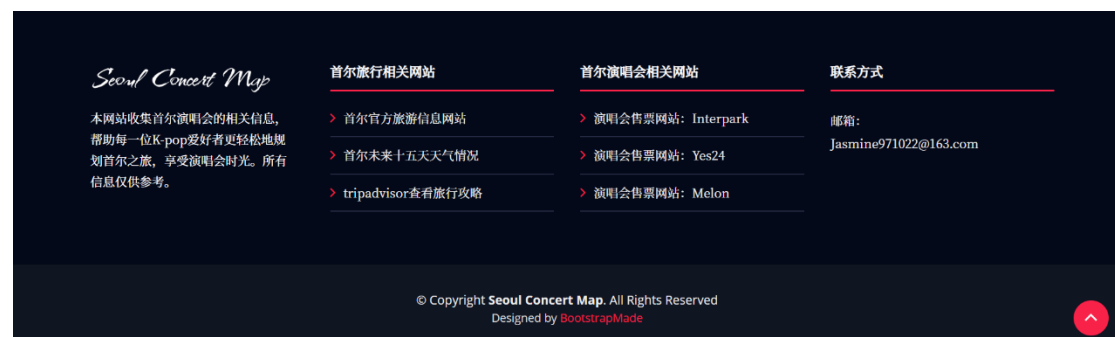 Seoul Concert Map
本网站收集首尔演唱会的相关信息，
帮助每一位K-pop爱好者更轻松地规
划首尔之旅，享受演唱会时光。所有
信息仅供参考。
首尔旅行相关网站
首尔官方旅游信息网站
首尔未来十五天天气情况
tripadvisor查看旅行攻略
首尔演唱会相关网站
演唱会售票网站：Interpark
演唱会售票网站：Yes24
演唱会售票网站：Melon
联系方式
邮箱：
Jasmine971022@163.com
© Copyright Seoul Concert Map. All Rights Reserved
Designed by BootstrapMade